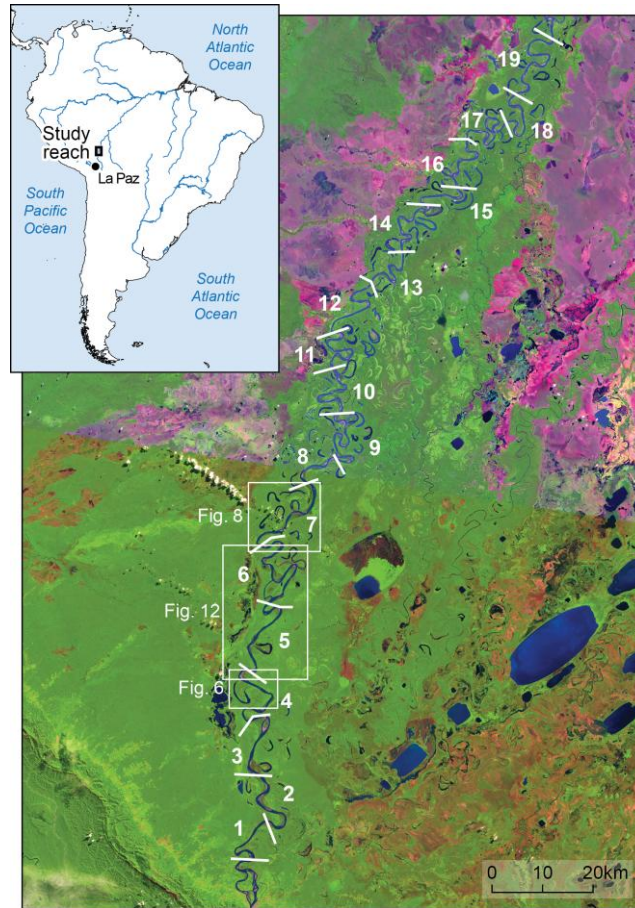 North
Atlantic
Ocean
Study
reach
La Paz
South
Pacific
Ocean
South
Atlantic
Ocean
19
17
18
16
15
14
13
12
11
10
9
8
Fig. 8
7
6
Fig. 12
5
Fig. 6
4
3
2
1
0 10 20km